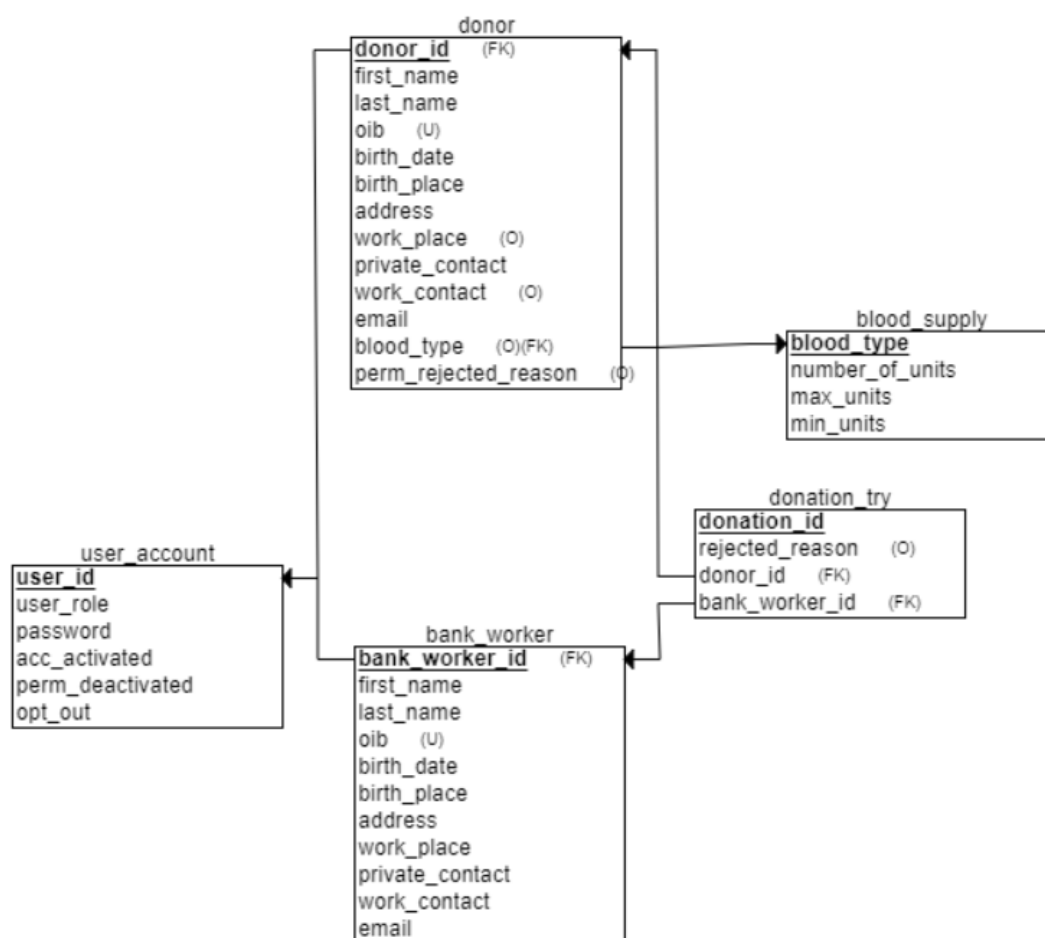 donor
donor_id (FK)
first_name
last_name
oib (U)
birth_date
birth_place
address
work_place (O)
private_contact
work_contact (O)
email
blood_type (O)(FK)
perm_rejected_reason (O)
blood_supply
blood_type
number_of_units
max_units
min_units
donation_try
donation_id
rejected_reason (O)
donor_id (FK)
bank_worker_id (FK)
user_account
user_id
user_role
password
acc_activated
perm_deactivated
opt_out
bank_worker
bank_worker_id (FK)
first_name
last_name
oib (U)
birth_date
birth_place
address
work_place
private_contact
work_contact
email